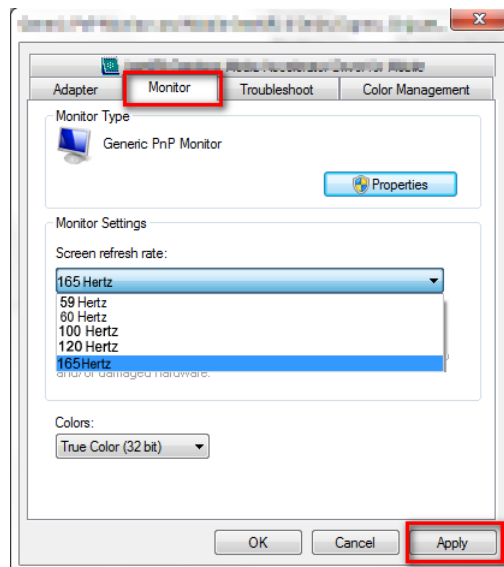 Adapter Monitor Troubleshoot Color Management
Monitor Type
Generic PnP Monitor
Properties
Monitor Settings
Screen refresh rate:
165 Hertz
59 Hertz
60 Hertz
100 Hertz
120 Hertz
165Hertz
and/or damaged hardware.
Colors:
True Color (32 bit)
OK Cancel Apply